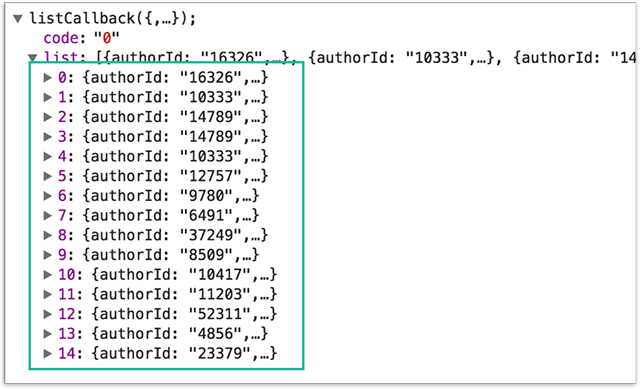 ▼ listCallback({,…});
code: "0"
▼ list: [{authorId: "16326",…}, {authorId: "10333",…}, {authorId: "14
▶ 0: {authorId: "16326",…}
▶ 1: {authorId: "10333",…}
▶ 2: {authorId: "14789",…}
▶ 3: {authorId: "14789",…}
▶ 4: {authorId: "10333",…}
▶ 5: {authorId: "12757",…}
▶ 6: {authorId: "9780",…}
▶ 7: {authorId: "6491",…}
▶ 8: {authorId: "37249",…}
▶ 9: {authorId: "8509",…}
▶ 10: {authorId: "10417",…}
▶ 11: {authorId: "11203",…}
▶ 12: {authorId: "52311",…}
▶ 13: {authorId: "4856",…}
▶ 14: {authorId: "23379",…}